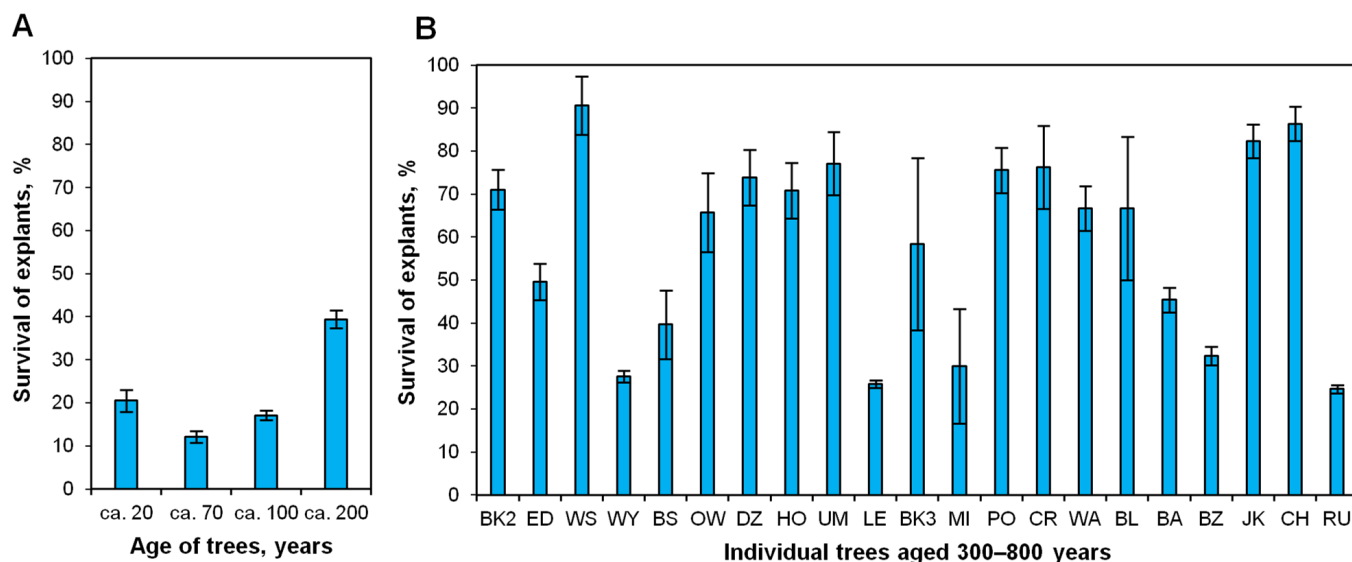 A
Survival of explants, %
100
90
80
70
60
50
40
30
20
10
0
ca. 20 ca. 70 ca. 100 ca. 200
Age of trees, years
B
Survival of explants, %
100
90
80
70
60
50
40
30
20
10
0
BK2 ED WS WY BS OW DZ HO UM LE BK3 MI PO CR WA BL BA BZ JK CH RU
Individual trees aged 300–800 years